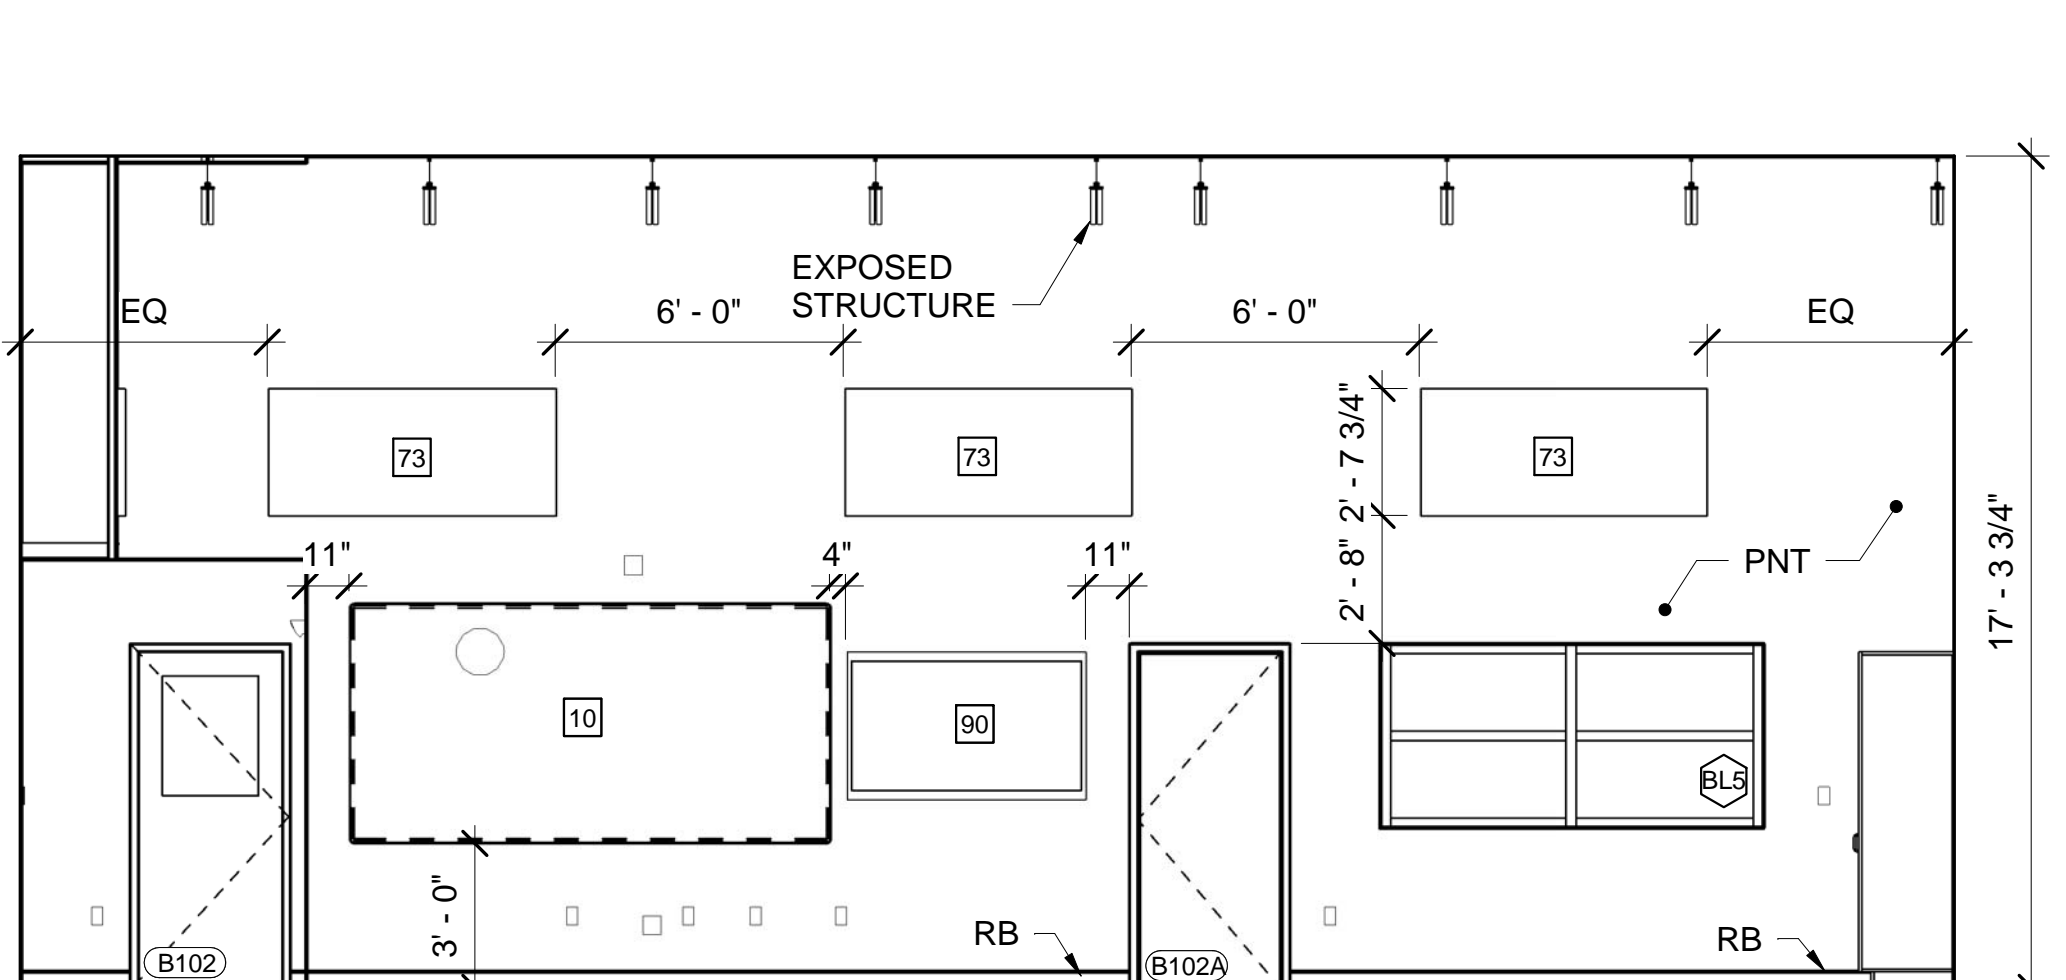 EXPOSED
STRUCTURE
EQ
6' - 0"
6' - 0"
EQ
2' - 7 3/4"
73
73
73
17' - 3 3/4"
11"
4"
11"
2' - 8"
PNT
10
90
BL5
3' - 0"
RB
RB
B102
B102A